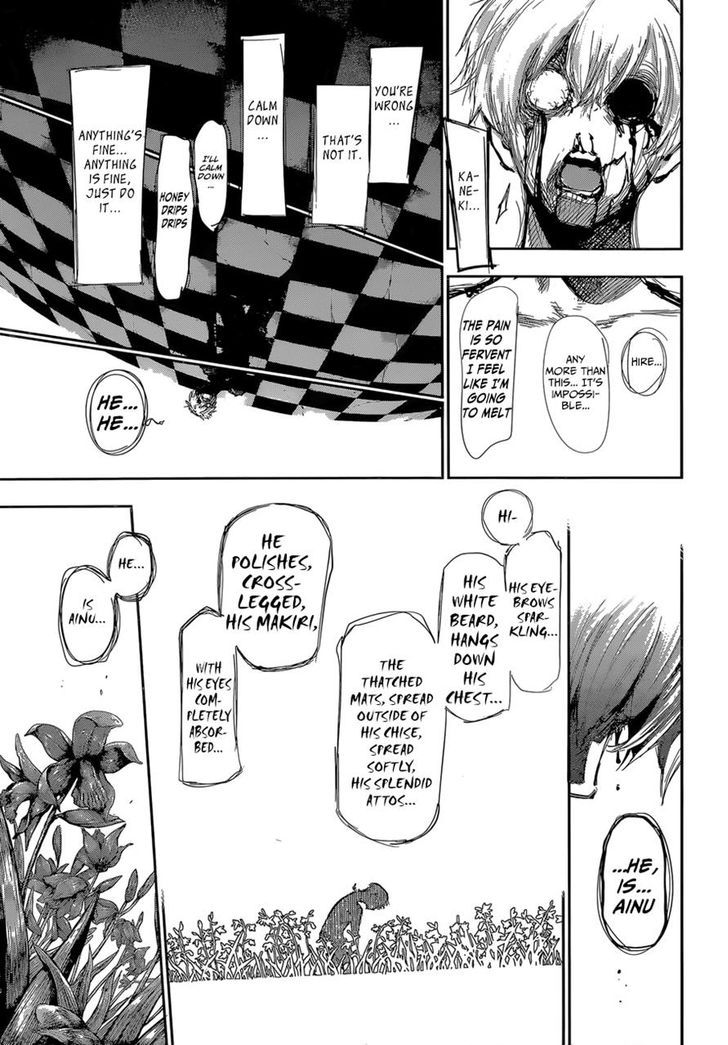 KA-
NE-
KI...
YOU'RE
WRONG...
THAT'S
NOT IT.
CALM
DOWN
...
I'LL
CALM
DOWN
...
HONEY
DRIPS
DRIPS
ANYTHING'S
FINE...
ANYTHING
IS FINE,
JUST DO
IT...
HIRE...
ANY
MORE THAN
THIS... IT'S
IMPOSSI-
BLE...
THE PAIN
IS SO
FERVENT
I FEEL
LIKE I'M
GOING
TO MELT
HE...
HE...
HI-
HIS EYE-
BROWS
SPAR-
KLING...
HIS
WHITE
BEARD,
HANGS
DOWN
HIS
CHEST...
THE
THATCHED
MATS, SPREAD
OUTSIDE OF
HIS CHISE,
SPREAD
SOFTLY,
HIS SPLENDID
ATTOS...
HE
POLISHES,
CROSS-
LEGGED,
HIS MAKIRI,
WITH
HIS EYES
COM-
PLETELY
ABSOR-
BED...
HE...
IS
AINU...
...HE,
IS...
AINU